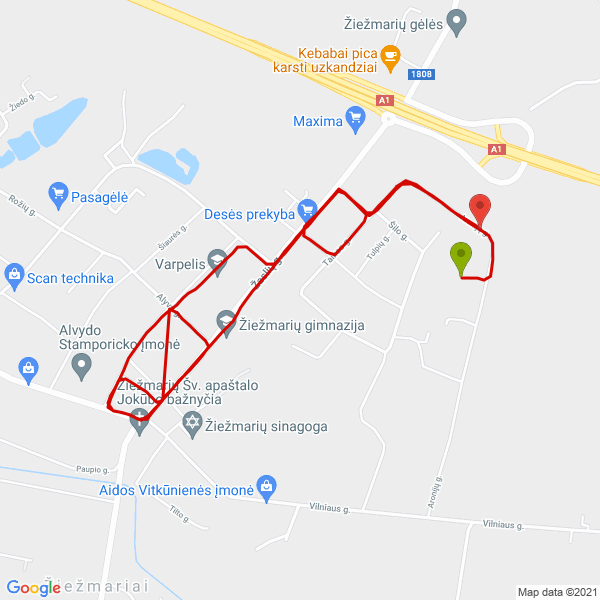 Žiežmarių gėlės
Kebabai pica
karsti uzkandziai
1808
A1
Žiedo g.
Maxima
A1
Rožių g.
Pasagėlė
Desės prekyba
Šilo g.
Tulpių g.
Šiaurės g.
Varpelis
Žaslių g.
Scan technika
Alyvų g.
Žiežmarių gimnazija
Alvydo
Stamporicko įmonė
Žiežmarių Šv. apaštalo
Jokūbo bažnyčia
Žiežmarių sinagoga
Paupio g.
Aidos Vitkūnienės įmonė
Aronijų g.
Tilto g.
Vilniaus g.
Vilniaus g.
Žiežmariai
Google
Map data ©2021